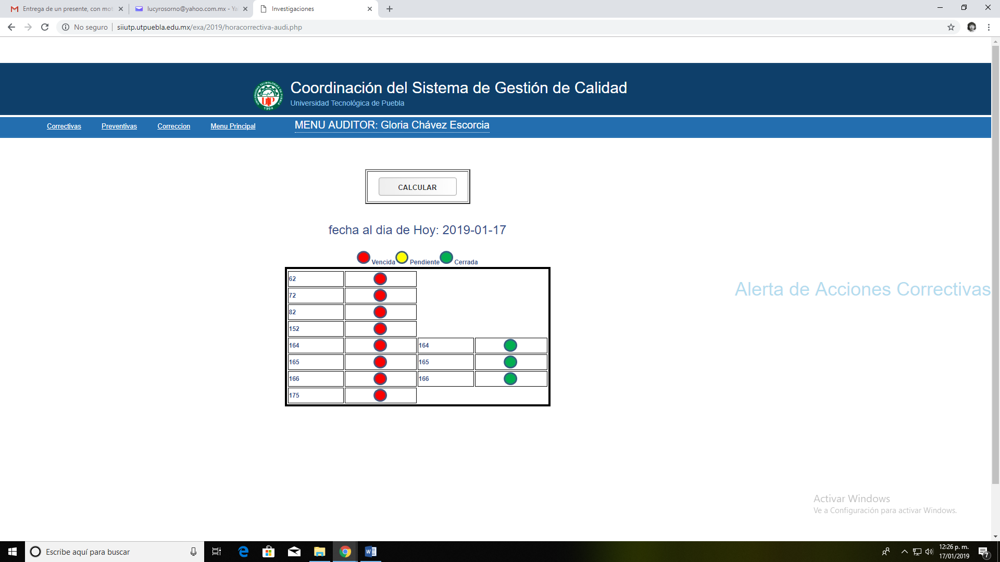 Entrega de un presente, con mot
lucyrosorno@yahoo.com.mx - Ya
Investigaciones
No seguro
siiutp.utpuebla.edu.mx/exa/2019/horacorrectiva-audi.php
Coordinación del Sistema de Gestión de Calidad
Universidad Tecnológica de Puebla
Correctivas Preventivas Correccion Menu Principal MENU AUDITOR: Gloria Chávez Escorcia
CALCULAR
fecha al dia de Hoy: 2019-01-17
Vencida Pendiente Cerrada
62
72
82
152
164 164
165 165
166 166
175
Alerta de Acciones Correctivas
Activar Windows
Ve a Configuración para activar Windows.
Escribe aquí para buscar
12:26 p. m.
17/01/2019
7